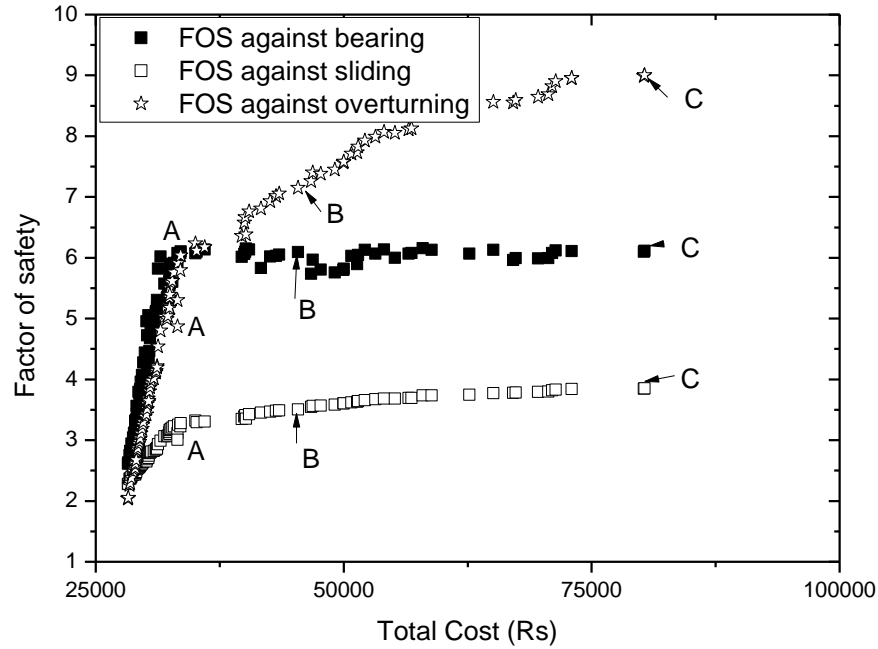 10
9
8
7
6
5
4
3
2
1
Factor of safety
FOS against bearing
FOS against sliding
FOS against overturning
C
A
B
C
B
A
C
A
B
25000
50000
75000
100000
Total Cost (Rs)